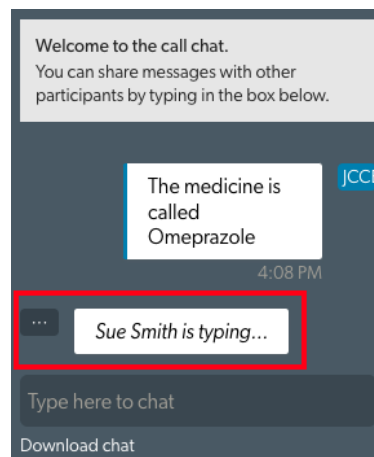 Welcome to the call chat.
You can share messages with other
participants by typing in the box below.
The medicine is
called
Omeprazole
4:08 PM
...
Sue Smith is typing...
Type here to chat
Download chat